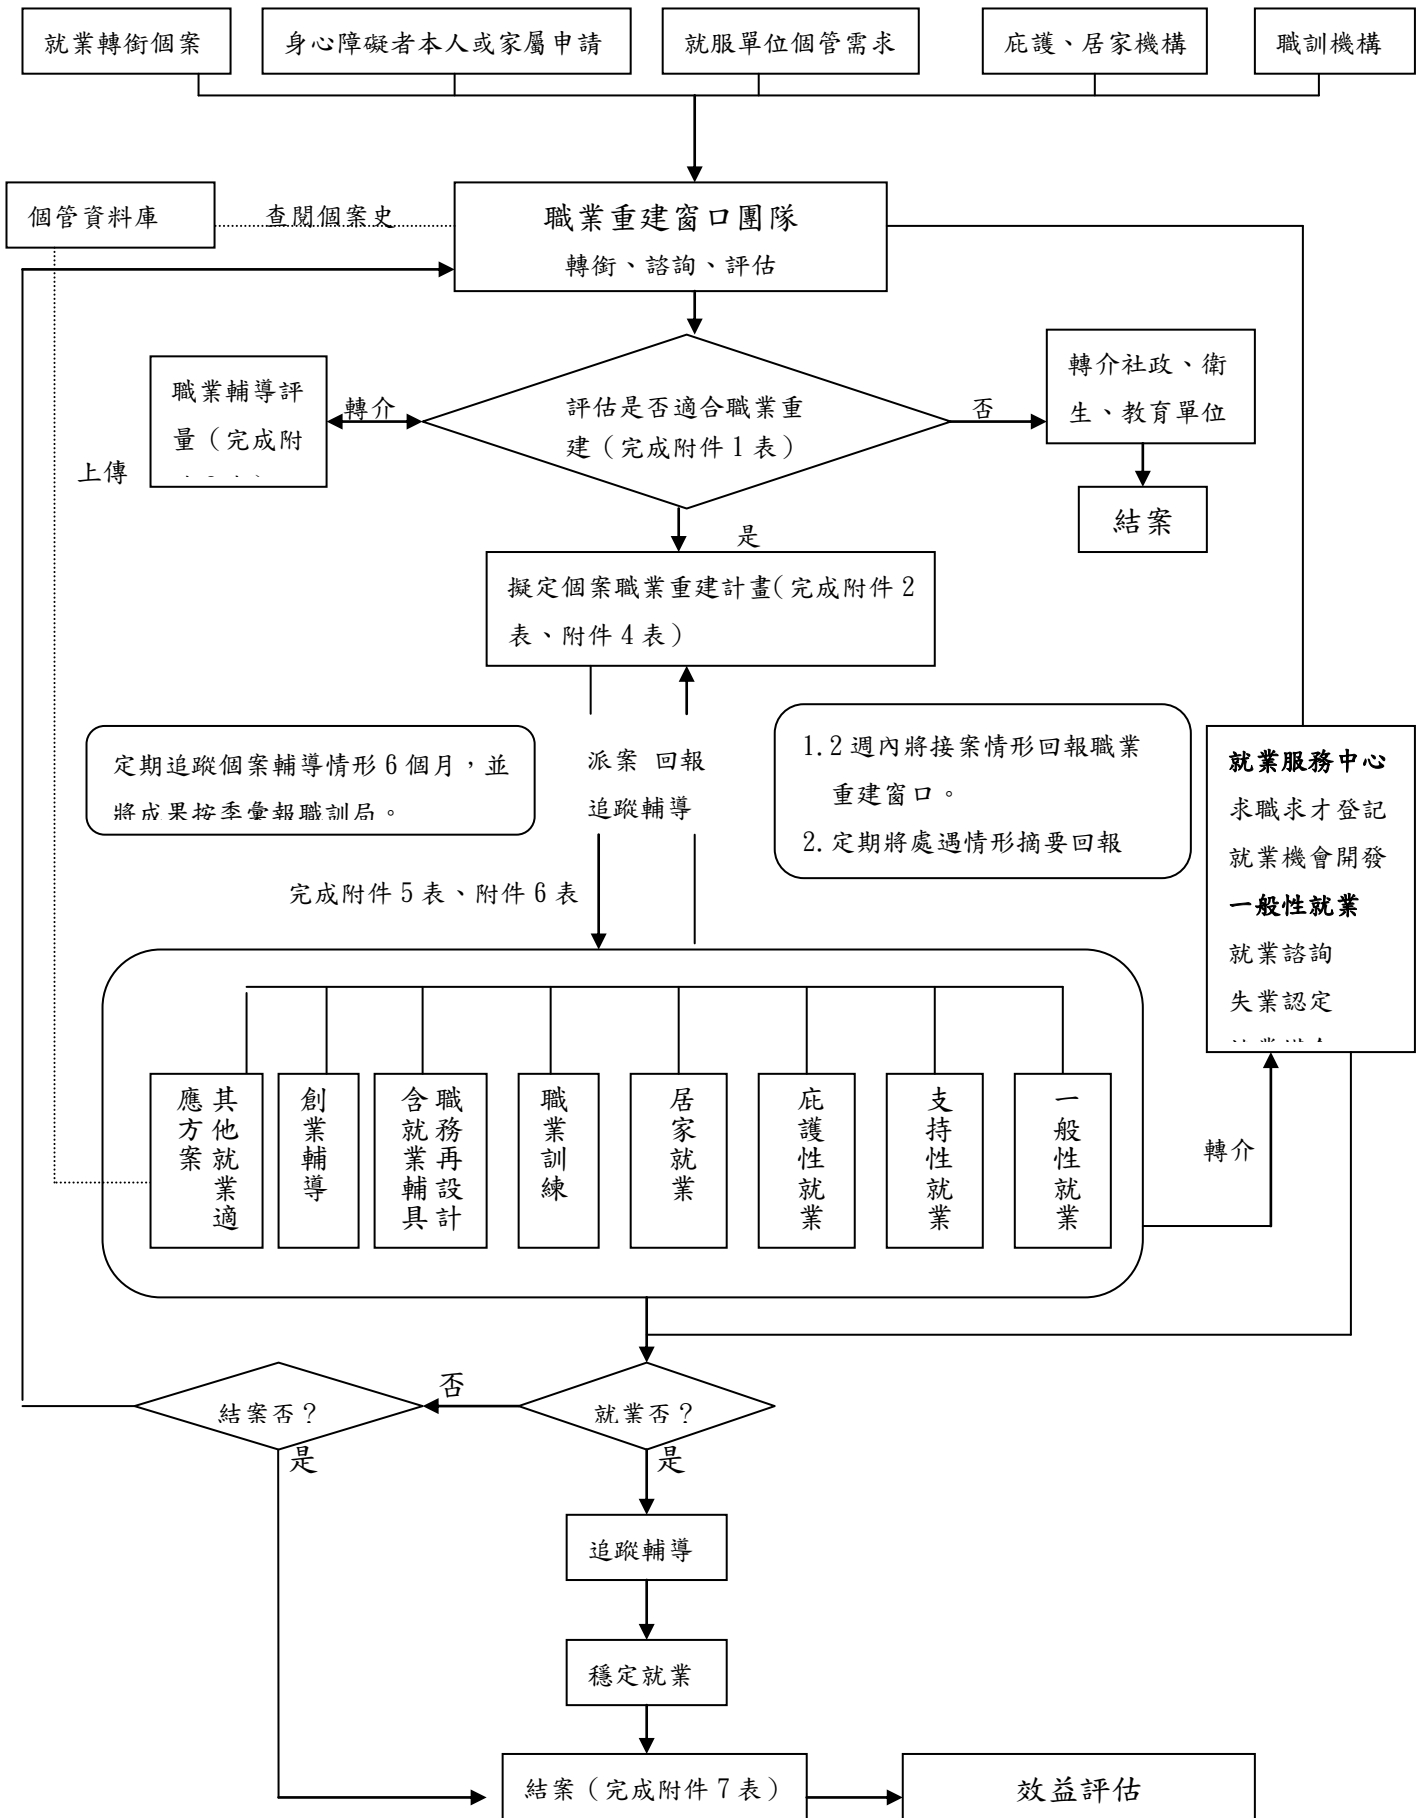 就業轉銜個案
身心障礙者本人或家屬申請
就服單位個管需求
庇護、居家機構
職訓機構
個管資料庫
查閱個案史
職業重建窗口團隊
轉銜、諮詢、評估
職業輔導評
量（完成附
轉介
評估是否適合職業重
建（完成附件1表）
否
轉介社政、衛
生、教育單位
上傳
結案
是
擬定個案職業重建計畫(完成附件2
表、附件4表）
定期追蹤個案輔導情形6個月，並
將成果按季彙報職訓局。
派案 回報
追蹤輔導
1.2週內將接案情形回報職業
重建窗口。
2.定期將處遇情形摘要回報
就業服務中心
求職求才登記
就業機會開發
一般性就業
就業諮詢
失業認定
完成附件5表、附件6表
其他就業適
應方案
創業輔導
職務再設計
含就業輔具
職業訓練
居家就業
庇護性就業
支持性就業
一般性就業
轉介
結案否？
否
就業否？
是
是
追蹤輔導
穩定就業
結案（完成附件7表）
效益評估